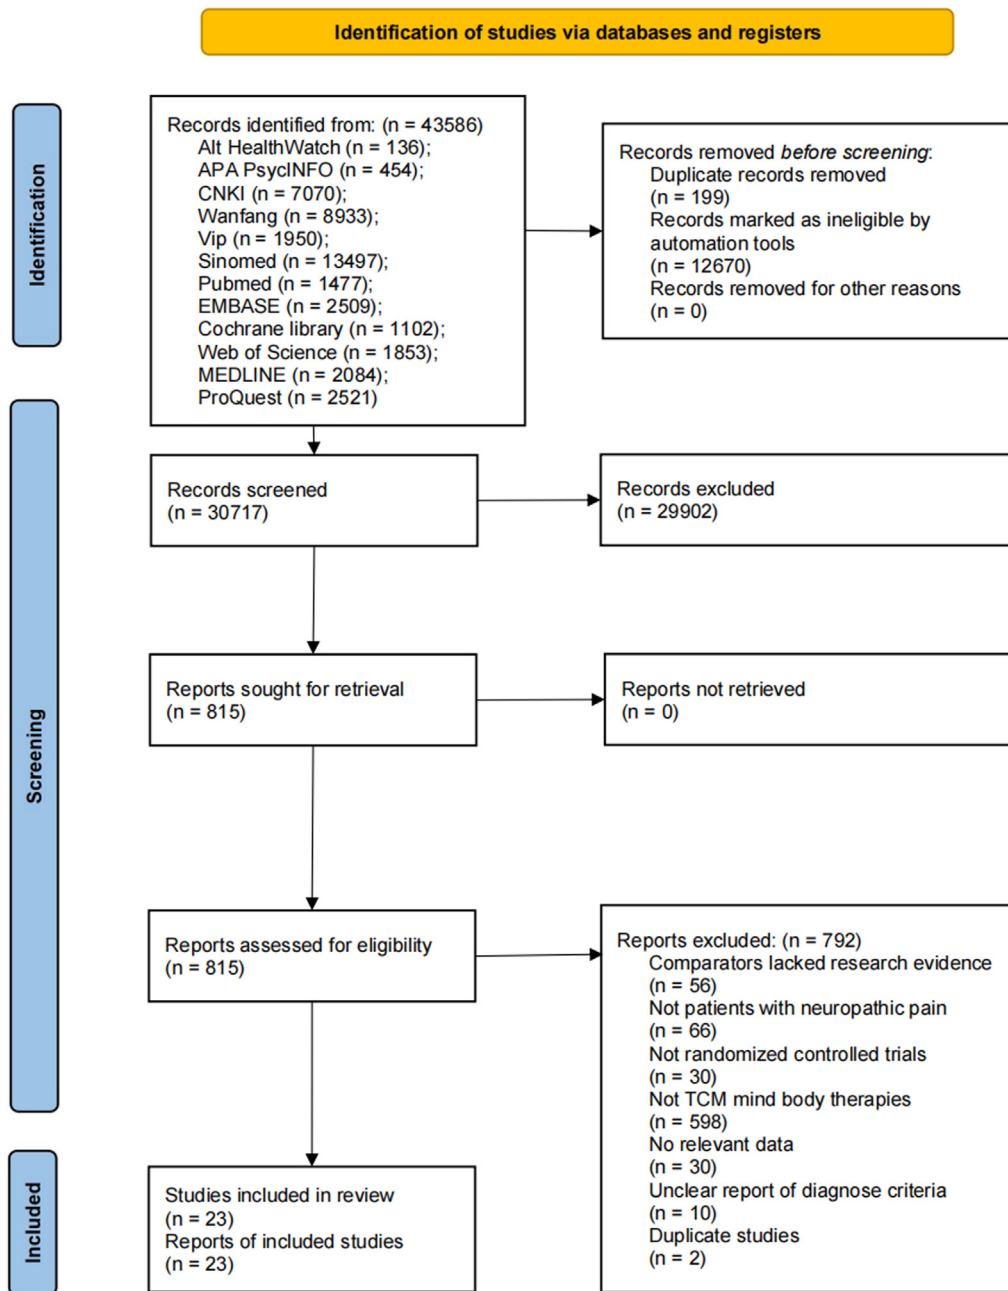 Identification of studies via databases and registers
Identification
Records identified from: (n = 43586)
Alt HealthWatch (n = 136);
APA PsycINFO (n = 454);
CNKI (n = 7070);
Wanfang (n = 8933);
Vip (n = 1950);
Sinomed (n = 13497);
Pubmed (n = 1477);
EMBASE (n = 2509);
Cochrane library (n = 1102);
Web of Science (n = 1853);
MEDLINE (n = 2084);
ProQuest (n = 2521)
Records removed before screening:
Duplicate records removed
(n = 199)
Records marked as ineligible by
automation tools
(n = 12670)
Records removed for other reasons
(n = 0)
Screening
Records screened
(n = 30717)
Records excluded
(n = 29902)
Reports sought for retrieval
(n = 815)
Reports not retrieved
(n = 0)
Reports assessed for eligibility
(n = 815)
Reports excluded: (n = 792)
Comparators lacked research evidence
(n = 56)
Not patients with neuropathic pain
(n = 66)
Not randomized controlled trials
(n = 30)
Not TCM mind body therapies
(n = 598)
No relevant data
(n = 30)
Unclear report of diagnose criteria
(n = 10)
Duplicate studies
(n = 2)
Included
Studies included in review
(n = 23)
Reports of included studies
(n = 23)